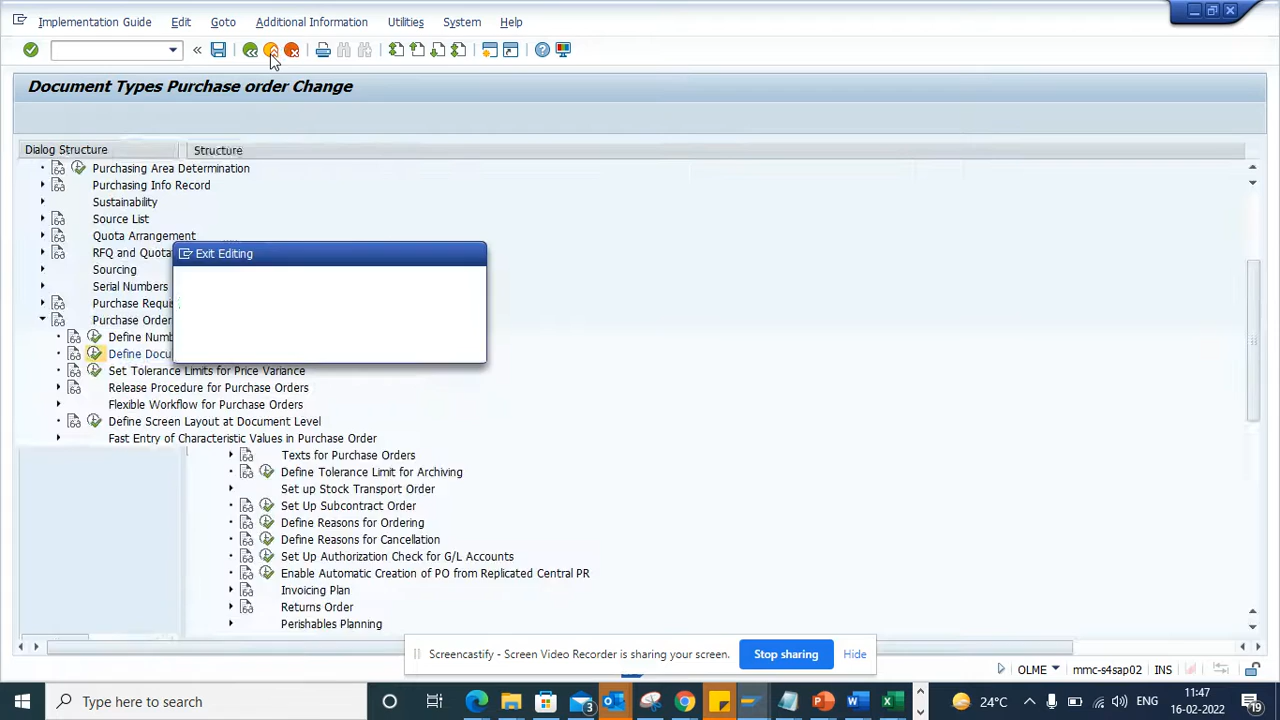 Implementation Guide Edit Goto Additional Information Utilities System Help
Document Types Purchase order Change
Dialog Structure Structure
Purchasing Area Determination
Purchasing Info Record
Sustainability
Source List
Quota Arrangement
RFQ and Quota
Exit Editing
Sourcing
Serial Numbers
Purchase Requis
Purchase Order
Define Numb
Define Docu
Set Tolerance Limits for Price Variance
Release Procedure for Purchase Orders
Flexible Workflow for Purchase Orders
Define Screen Layout at Document Level
Fast Entry of Characteristic Values in Purchase Order
Texts for Purchase Orders
Define Tolerance Limit for Archiving
Set up Stock Transport Order
Set Up Subcontract Order
Define Reasons for Ordering
Define Reasons for Cancellation
Set Up Authorization Check for G/L Accounts
Enable Automatic Creation of PO from Replicated Central PR
Invoicing Plan
Returns Order
Perishables Planning
Screencastify - Screen Video Recorder is sharing your screen. Stop sharing Hide
OLME mmc-s4sap02 INS
Type here to search 3 24°C ENG 11:47 16-02-2022 19